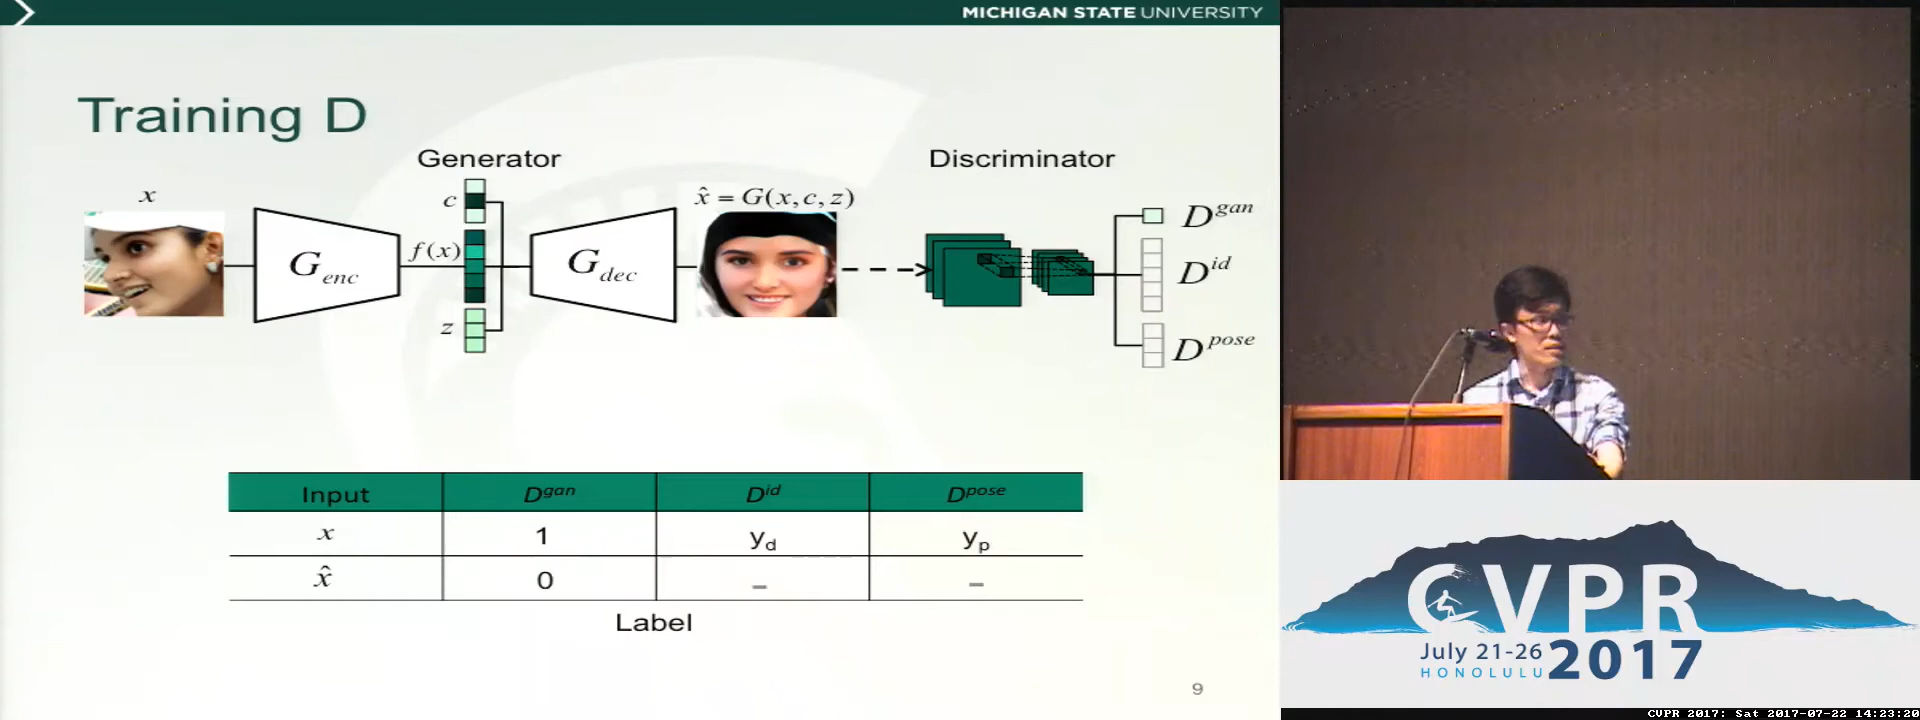 MICHIGAN STATE UNIVERSITY
Training D
Generator
Discriminator
x
c
f(x)
z
G_enc
G_dec
x̂ = G(x,c,z)
D^gan
D^id
D^pose
Input D^gan D^id D^pose
x 1 y_d y_p
x̂ 0 – –
Label
9
CVPR
July 21-26
HONOLULU
2017
CVPR 2017: Sat 2017-07-22 14:23:20